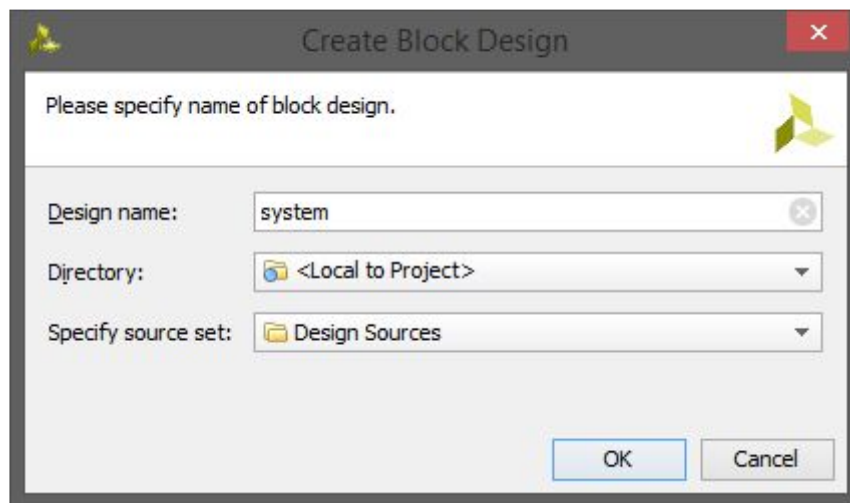 Create Block Design
Please specify name of block design.
Design name: system
Directory: <Local to Project>
Specify source set: Design Sources
OK Cancel